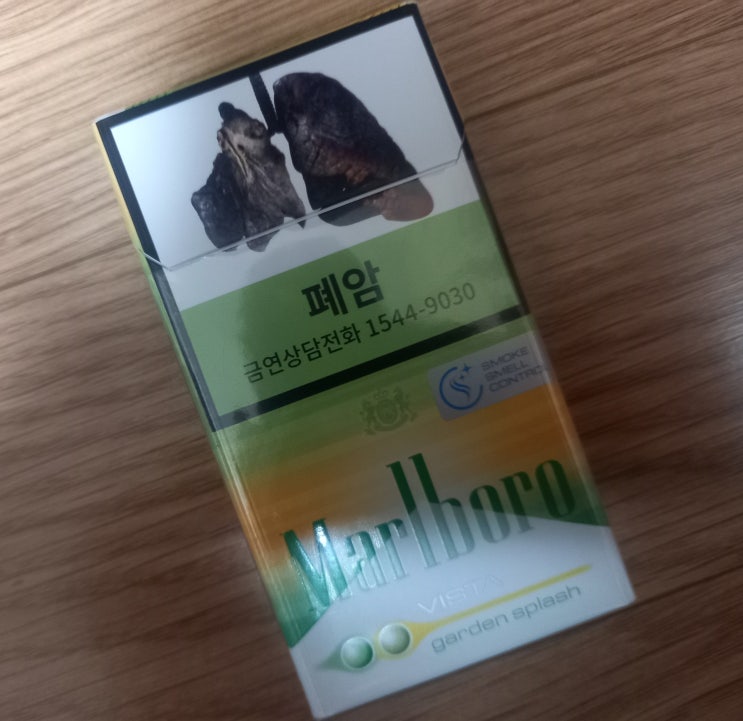 폐암
금연상담전화 1544-9030
SMOKE
SMELL
CONTROL
Marlboro
VISTA
garden splash